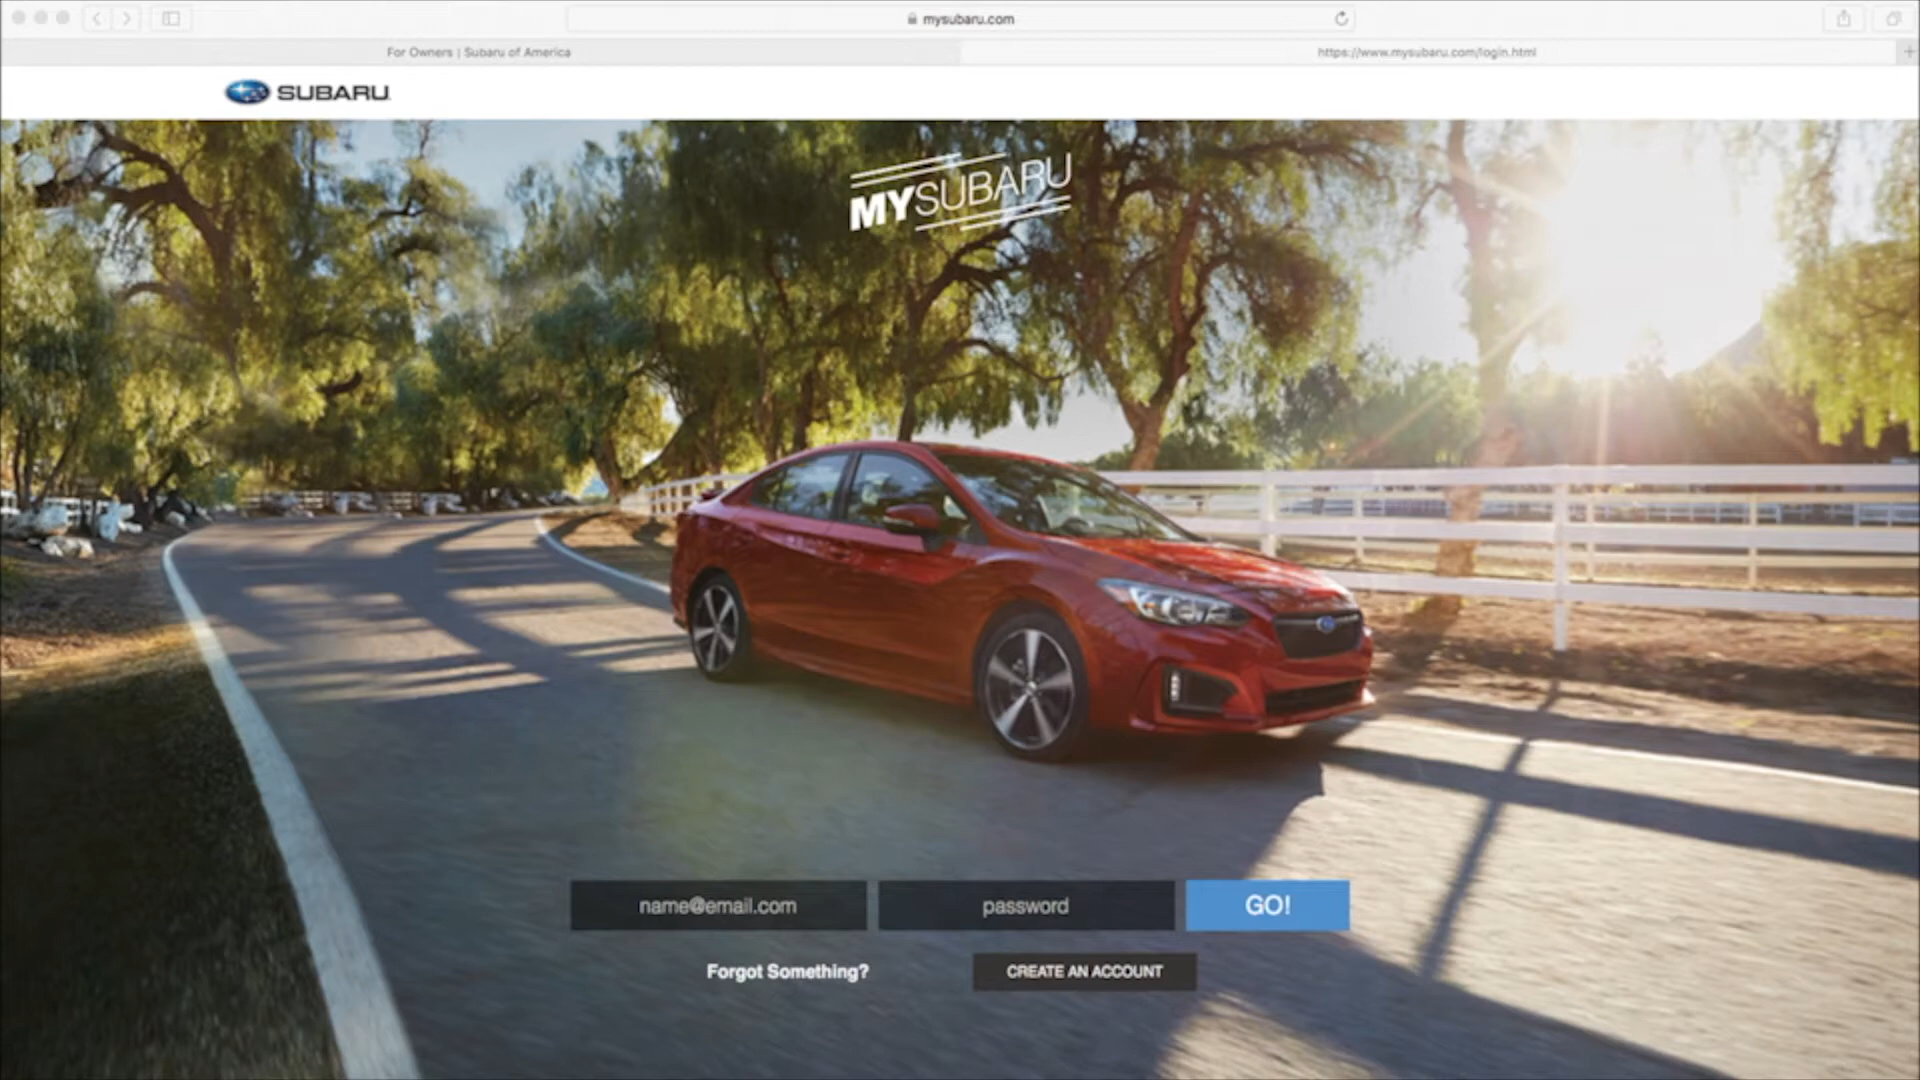 mysubaru.com
For Owners | Subaru of America
https://www.mysubaru.com/login.html
SUBARU
MYSUBARU
name@email.com
password
GO!
Forgot Something?
CREATE AN ACCOUNT